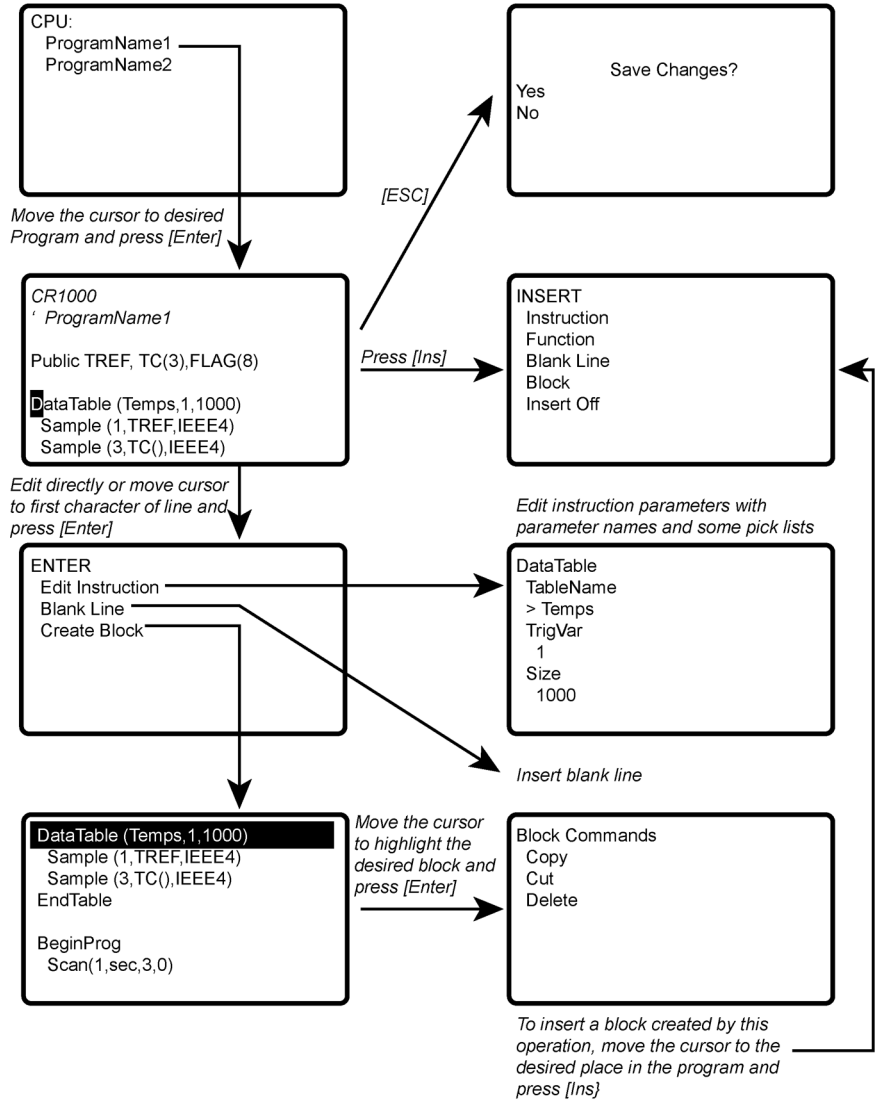 CPU:
ProgramName1
ProgramName2
Save Changes?
Yes
No
[ESC]
Move the cursor to desired
Program and press [Enter]
CR1000
‘ ProgramName1
Public TREF, TC(3),FLAG(8)
DataTable (Temps,1,1000)
Sample (1,TREF,IEEE4)
Sample (3,TC(),IEEE4)
Press [Ins]
INSERT
Instruction
Function
Blank Line
Block
Insert Off
Edit directly or move cursor
to first character of line and
press [Enter]
Edit instruction parameters with
parameter names and some pick lists
ENTER
Edit Instruction
Blank Line
Create Block
DataTable
TableName
> Temps
TrigVar
1
Size
1000
Insert blank line
DataTable (Temps,1,1000)
Sample (1,TREF,IEEE4)
Sample (3,TC(),IEEE4)
EndTable
BeginProg
Scan(1,sec,3,0)
Move the cursor
to highlight the
desired block and
press [Enter]
Block Commands
Copy
Cut
Delete
To insert a block created by this
operation, move the cursor to the
desired place in the program and
press [Ins}